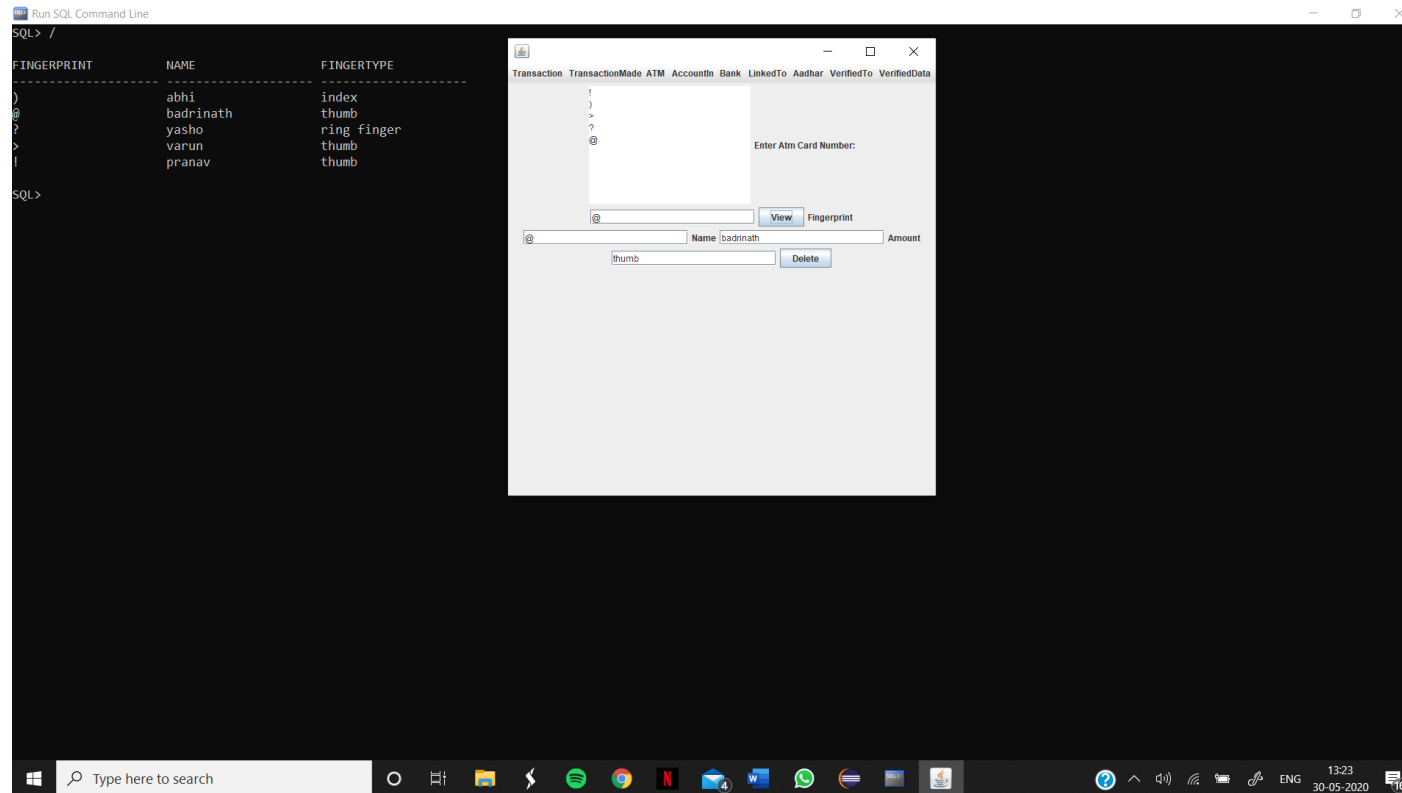 Run SQL Command Line
SQL> /
FINGERPRINT NAME FINGERTYPE
-------------------- -------------------- --------------------
) abhi index
@ badrinath thumb
? yasho ring finger
> varun thumb
! pranav thumb
SQL>
Transaction TransactionMade ATM AccountIn Bank LinkedTo Aadhar VerifiedTo VerifiedData
!
)
>
?
@
Enter Atm Card Number:
@ View Fingerprint
@ Name badrinath Amount
thumb Delete
Type here to search
4
ENG
13:23
30-05-2020
16